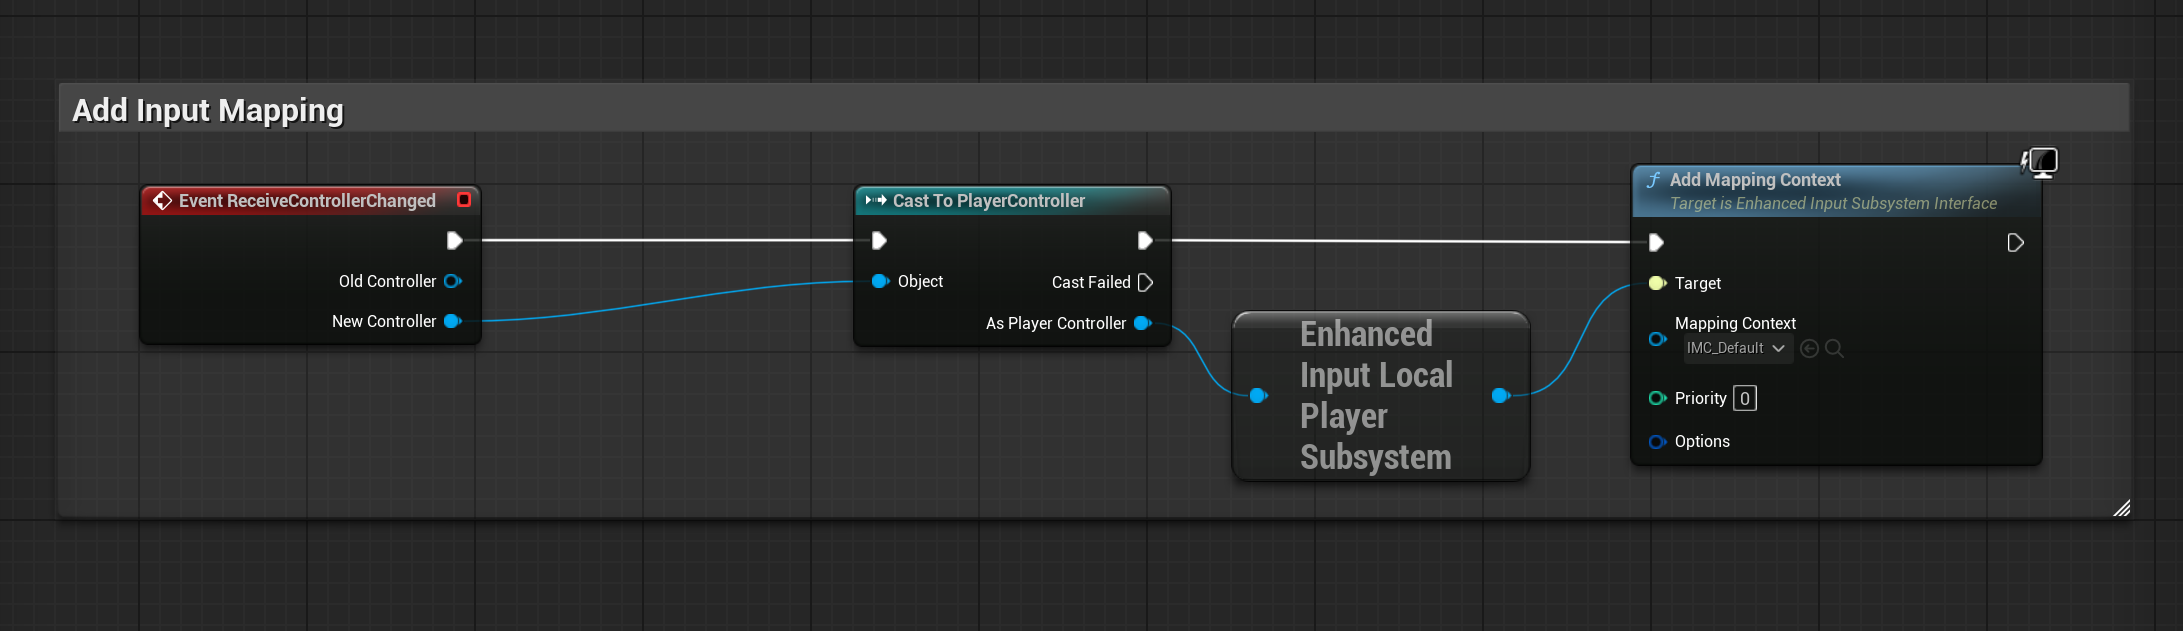 Add Input Mapping
Event ReceiveControllerChanged
Old Controller
New Controller
Cast To PlayerController
Object
Cast Failed
As Player Controller
Enhanced
Input Local
Player
Subsystem
Add Mapping Context
Target is Enhanced Input Subsystem Interface
Target
Mapping Context
IMC_Default
Priority 0
Options